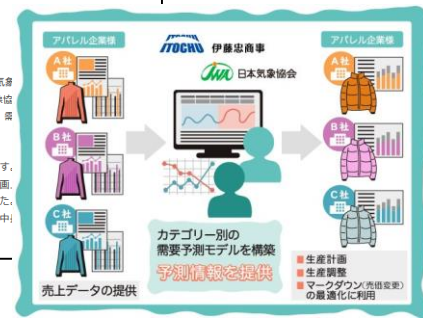 アパレル企業様
ITOCHU 伊藤忠商事
日本気象協会
アパレル企業様
A社
B社
C社
売上データの提供
カテゴリー別の
需要予測モデルを構築
予測情報を提供
A社
B社
C社
■生産計画
■生産調整
■マークダウン(売価変更)
の最適化に利用